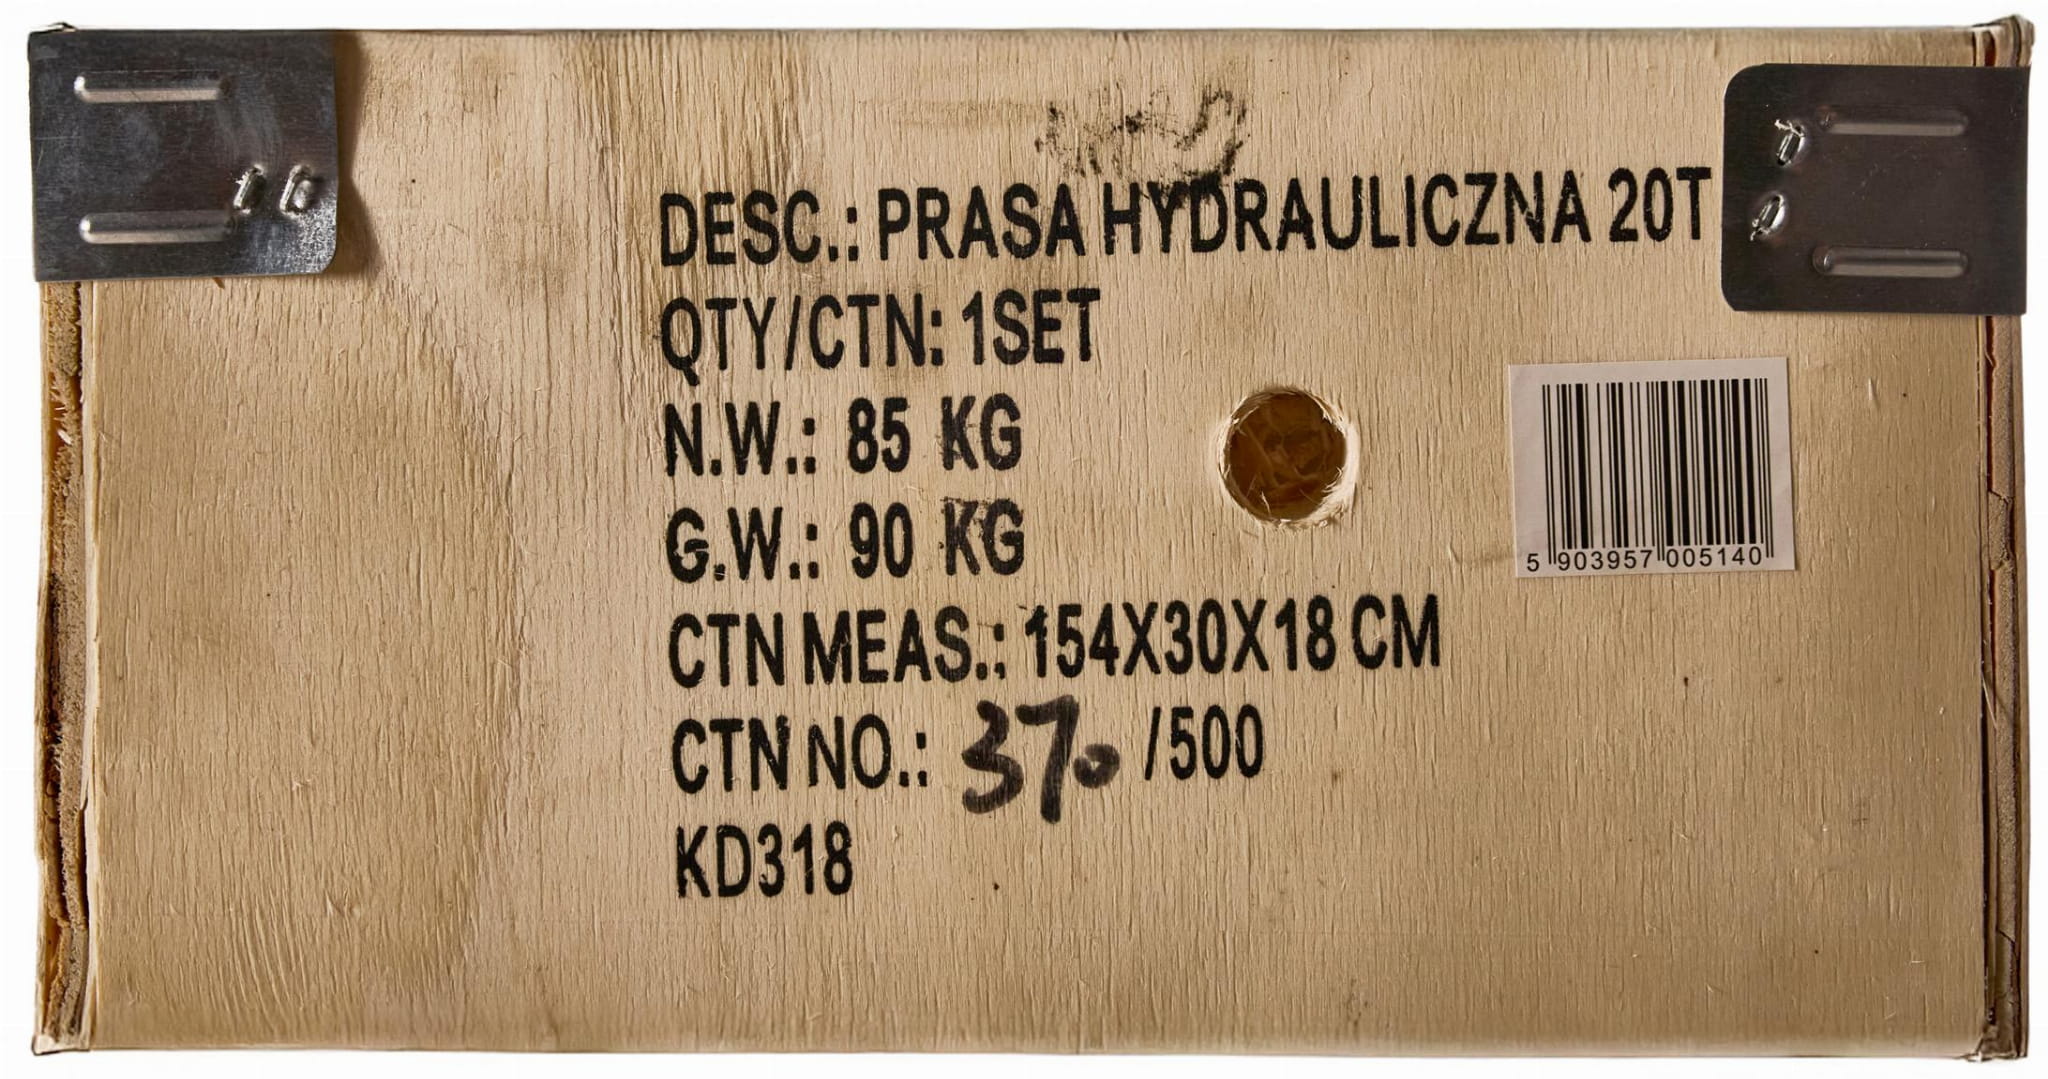 DESC.: PRASA HYDRAULICZNA 20T
QTY/CTN: 1SET
N.W.: 85 KG
G.W.: 90 KG
CTN MEAS.: 154X30X18 CM
CTN NO.: 370 /500
KD318
5 903957 005140